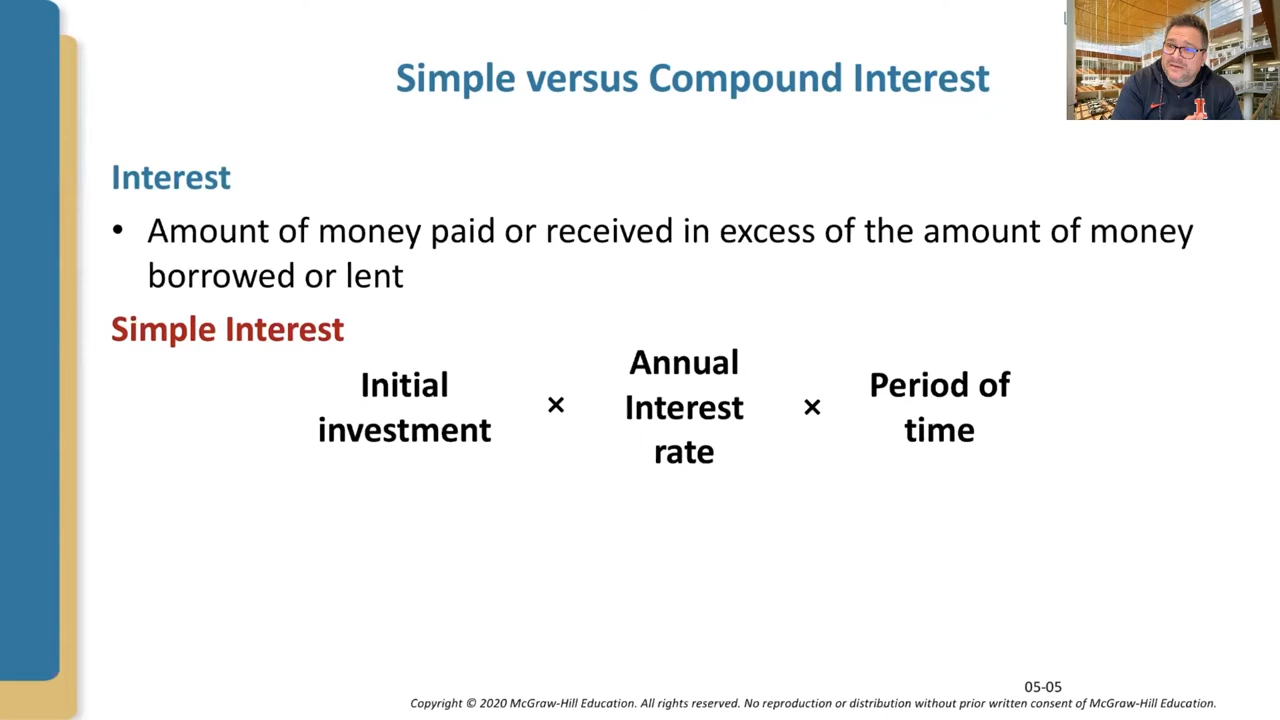 Simple versus Compound Interest
Interest
• Amount of money paid or received in excess of the amount of money
borrowed or lent
Simple Interest
Initial
investment
×
Annual
Interest
rate
×
Period of
time
05-05
Copyright © 2020 McGraw-Hill Education. All rights reserved. No reproduction or distribution without prior written consent of McGraw-Hill Education.